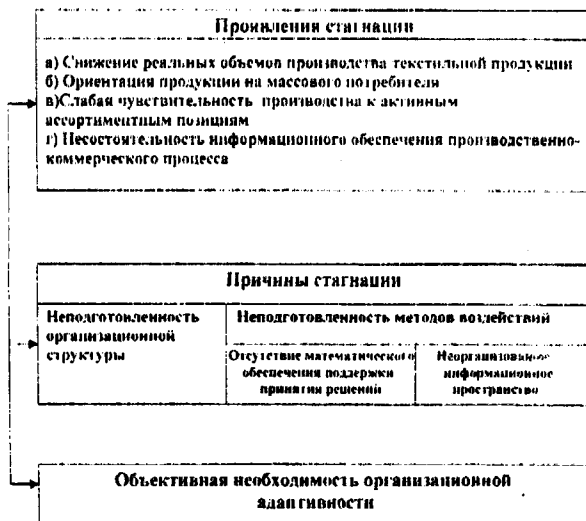 Проявления стагнации
а) Снижение реальных объемов производства текстильной продукции
б) Ориентация продукции на массового потребителя
в)Слабая чувствительность производства к активным
ассортиментным позициям
г) Несостоятельность информационного обеспечения производственно-
коммерческого процесса
Причины стагнации
Неподготовленность
организационной
структуры
Неподготовленность методов воздействий
Отсутствие математического
обеспечения поддержки
принятия решений
Неорганизованное
информационное
пространство
Объективная необходимость организационной
адаптивности